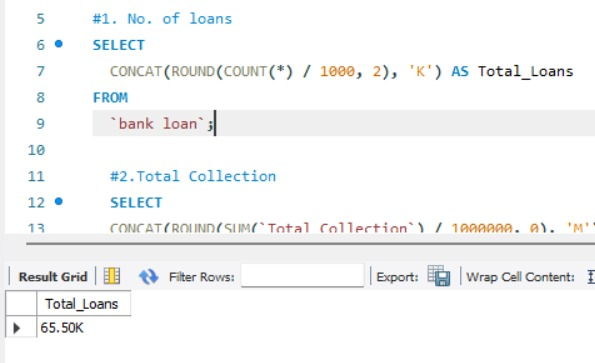 5 #1. No. of loans
6 SELECT
7 CONCAT(ROUND(COUNT(*) / 1000, 2), 'K') AS Total_Loans
8 FROM
9 `bank loan`;
10
11 #2.Total Collection
12 SELECT
13 CONCAT(ROUND(SUM(`Total Collection`) / 1000000, 0), 'M')
Result Grid Filter Rows: Export: Wrap Cell Content:
Total_Loans
65.50K